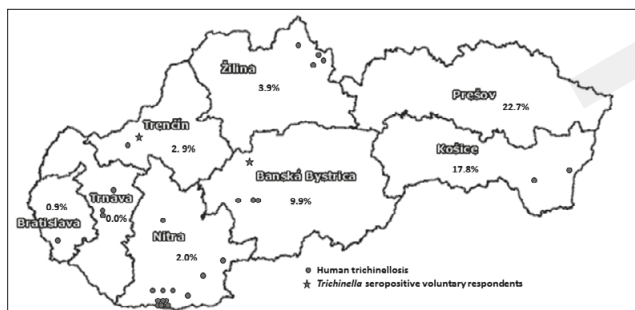 Žilina
3.9%
Prešov
22.7%
Trenčín
2.9%
Košice
17.8%
Banská Bystrica
9.9%
0.9%
Bratislava
Trnava
0.0%
Nitra
2.0%
Human trichinellosis
Trichinella seropositive voluntary respondents